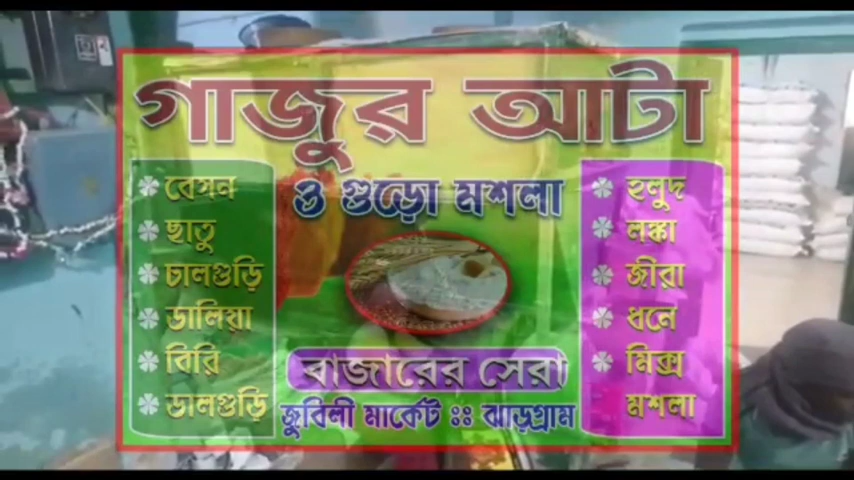 গাজুর আটা
ও গুড়ো মশলা
বেসন
ছাতু
চালগুড়ি
ডালিয়া
বিরি
ডালগুড়ি
হলুদ
লঙ্কা
জীরা
ধনে
মিক্স
মশলা
বাজারের সেরা
জুবিলী মার্কেট ঃঃ ঝাড়গ্রাম